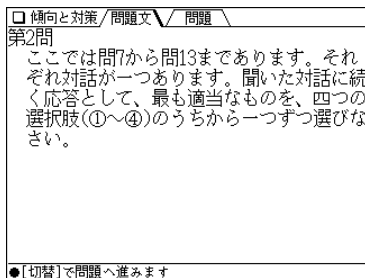 □ 傾向と対策 問題文 問題
第2問
ここでは問7から問13まであります。それ
ぞれ対話が一つあります。聞いた対話に続
く応答として、最も適当なものを、四つの
選択肢(①～④)のうちから一つずつ選びな
さい。
●[切替]で問題へ進みます